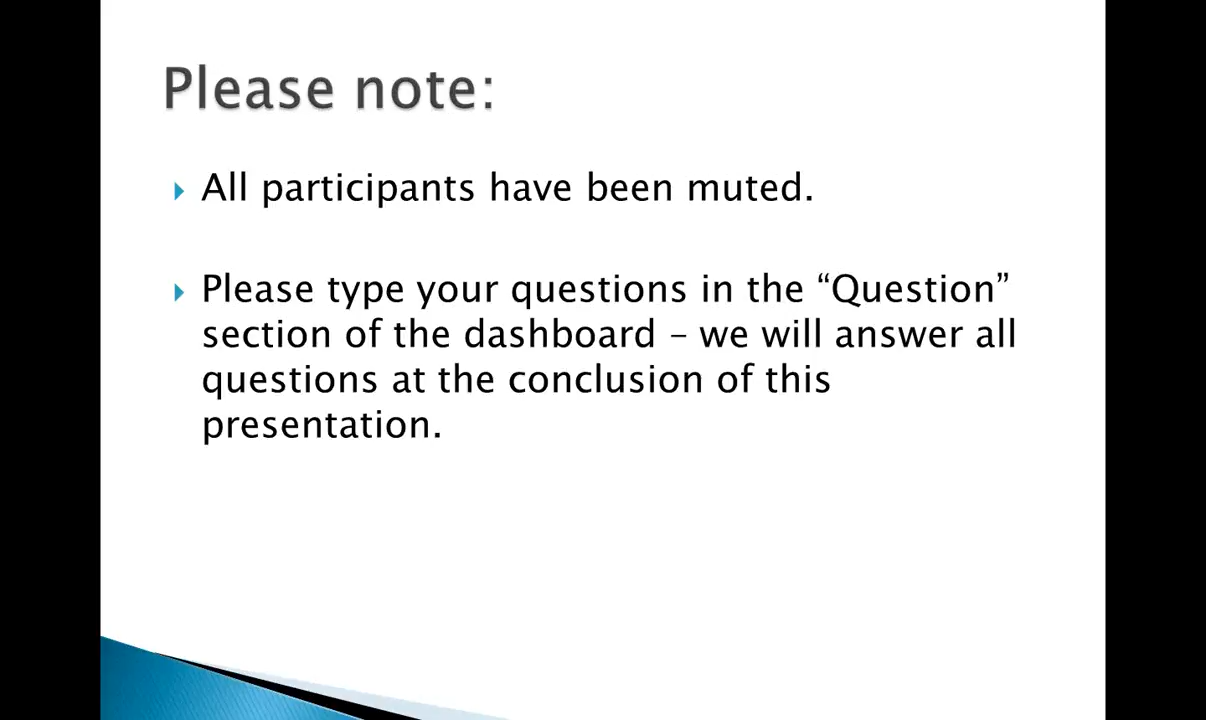 Please note:
All participants have been muted.
Please type your questions in the “Question”
section of the dashboard – we will answer all
questions at the conclusion of this
presentation.